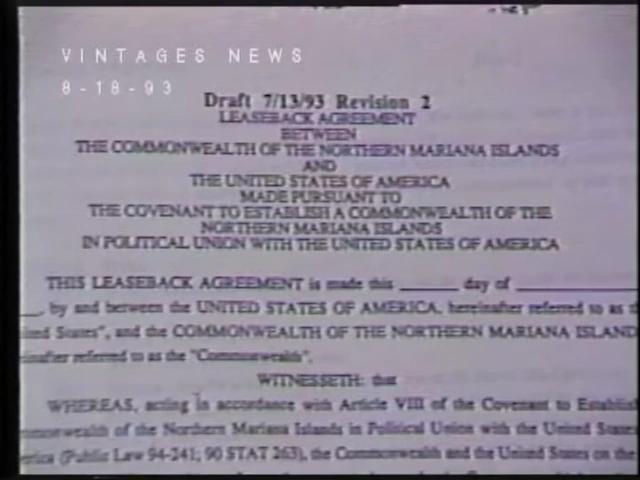 VINTAGES NEWS
8-18-93
Draft 7/13/93 Revision 2
LEASEBACK AGREEMENT
BETWEEN
THE COMMONWEALTH OF THE NORTHERN MARIANA ISLANDS
AND
THE UNITED STATES OF AMERICA
MADE PURSUANT TO
THE COVENANT TO ESTABLISH A COMMONWEALTH OF THE
NORTHERN MARIANA ISLANDS
IN POLITICAL UNION WITH THE UNITED STATES OF AMERICA
THIS LEASEBACK AGREEMENT is made this ______ day of ____________
___, by and between the UNITED STATES OF AMERICA, hereinafter referred to as
States", and the COMMONWEALTH OF THE NORTHERN MARIANA ISLAND
referred to as the "Commonwealth".
WITNESSETH: that
WHEREAS, acting in accordance with Article VIII of the Covenant to Establis
of the Northern Mariana Islands in Political Union with the United States
(Public Law 94-241; 90 STAT 263), the Commonwealth and the United States on the